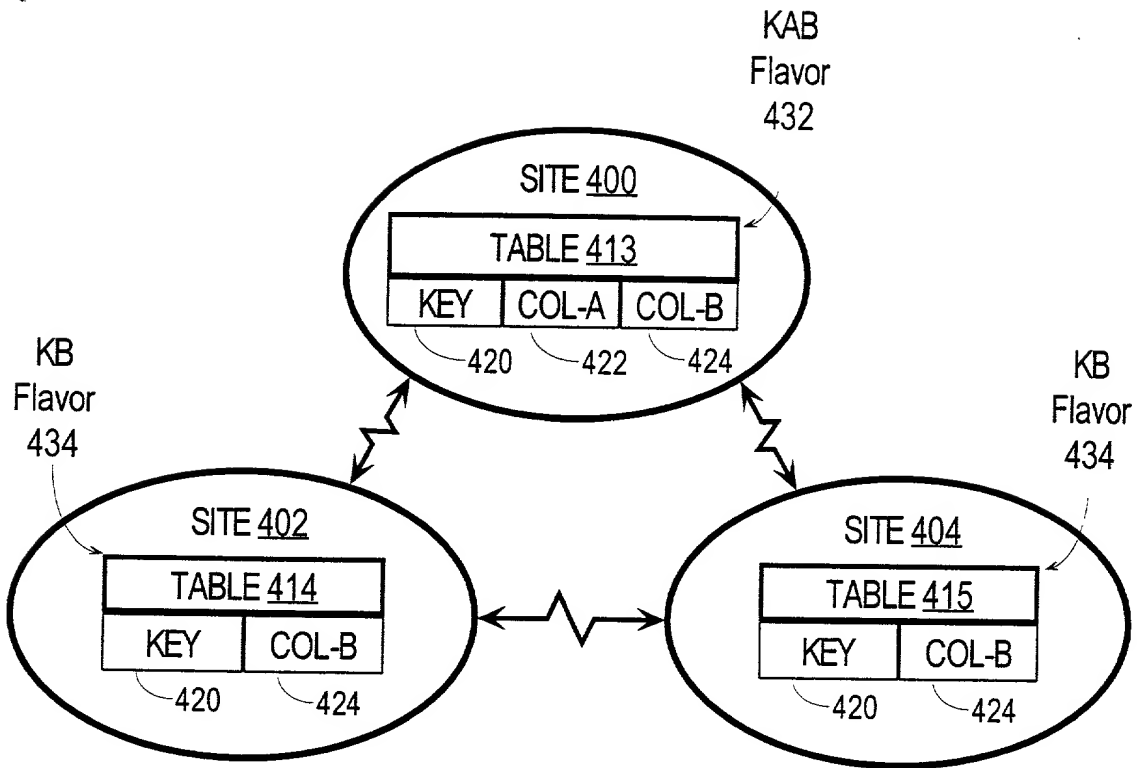 KAB
Flavor
432
SITE 400
TABLE 413
KEY COL-A COL-B
420 422 424
KB
Flavor
434
KB
Flavor
434
SITE 402
TABLE 414
KEY COL-B
420 424
SITE 404
TABLE 415
KEY COL-B
420 424